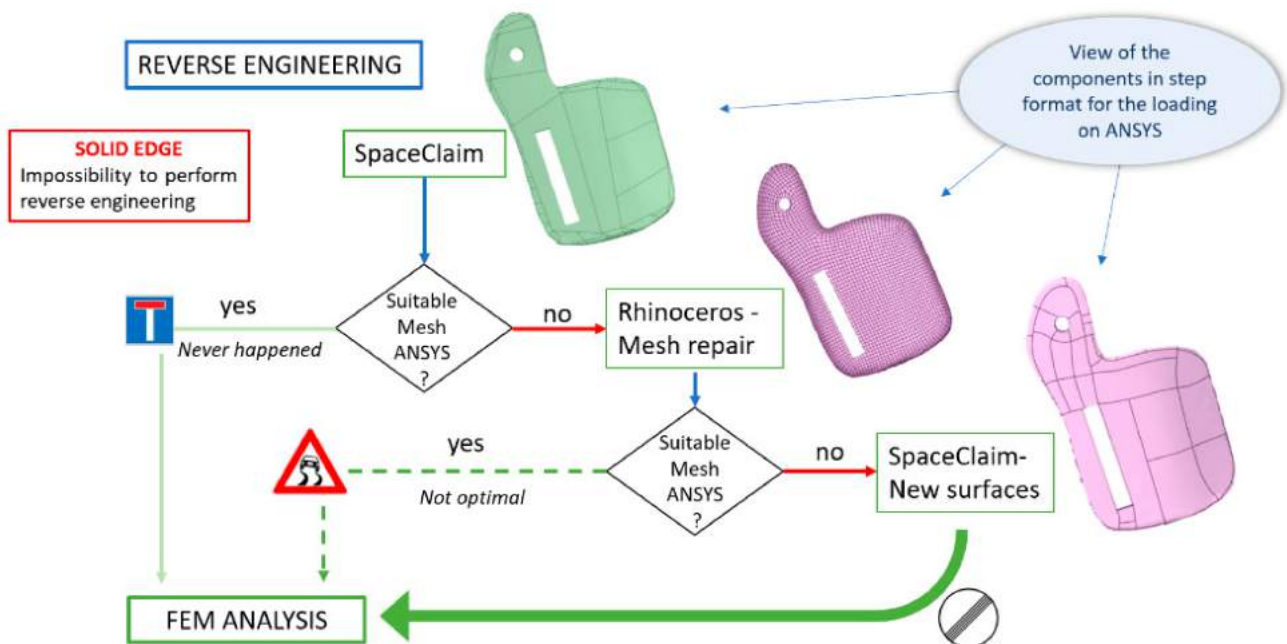 REVERSE ENGINEERING
View of the
components in step
format for the loading
on ANSYS
SOLID EDGE
Impossibility to perform
reverse engineering
SpaceClaim
yes
Never happened
Suitable
Mesh
ANSYS
?
no
Rhinoceros -
Mesh repair
yes
Not optimal
Suitable
Mesh
ANSYS
?
no
SpaceClaim-
New surfaces
FEM ANALYSIS